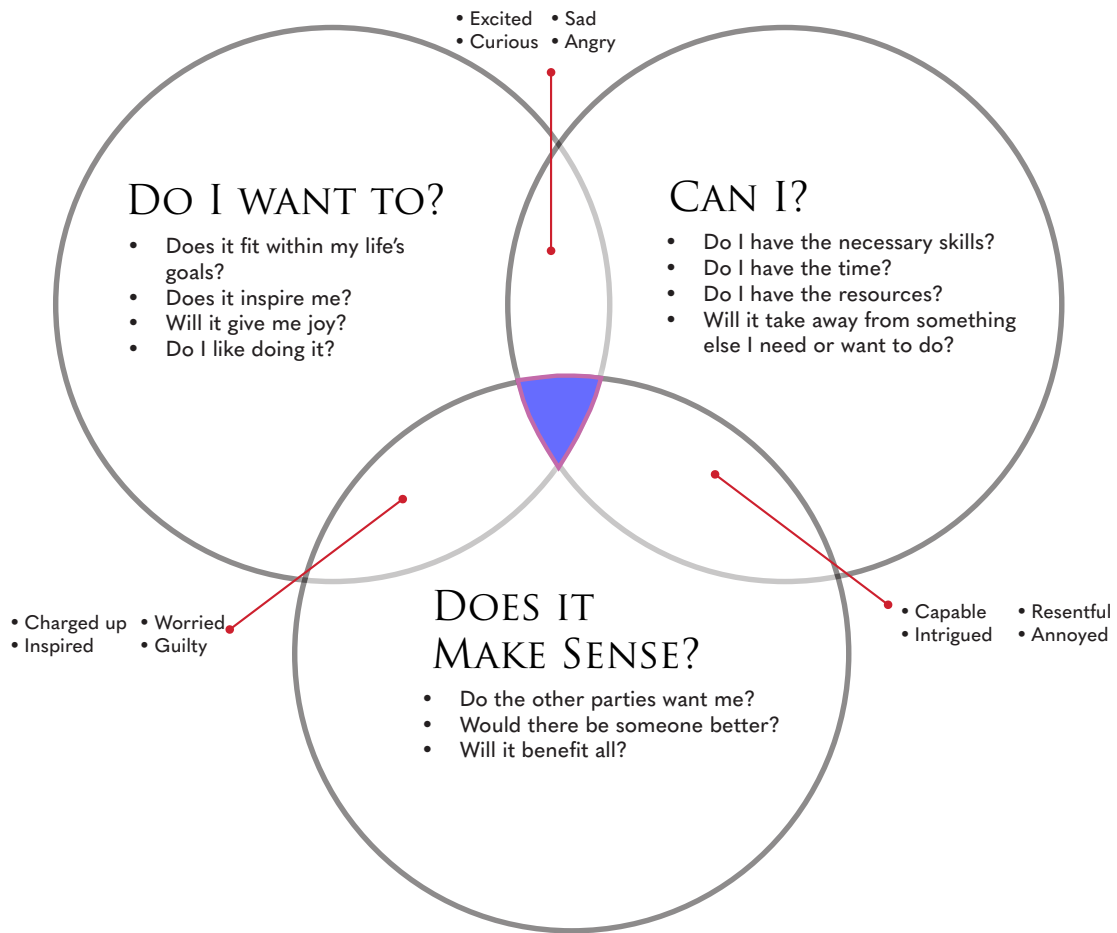 • Excited • Sad
• Curious • Angry
Do I want to?
• Does it fit within my life's
goals?
• Does it inspire me?
• Will it give me joy?
• Do I like doing it?
Can I?
• Do I have the necessary skills?
• Do I have the time?
• Do I have the resources?
• Will it take away from something
else I need or want to do?
• Charged up • Worried
• Inspired • Guilty
Does it
Make Sense?
• Do the other parties want me?
• Would there be someone better?
• Will it benefit all?
• Capable • Resentful
• Intrigued • Annoyed